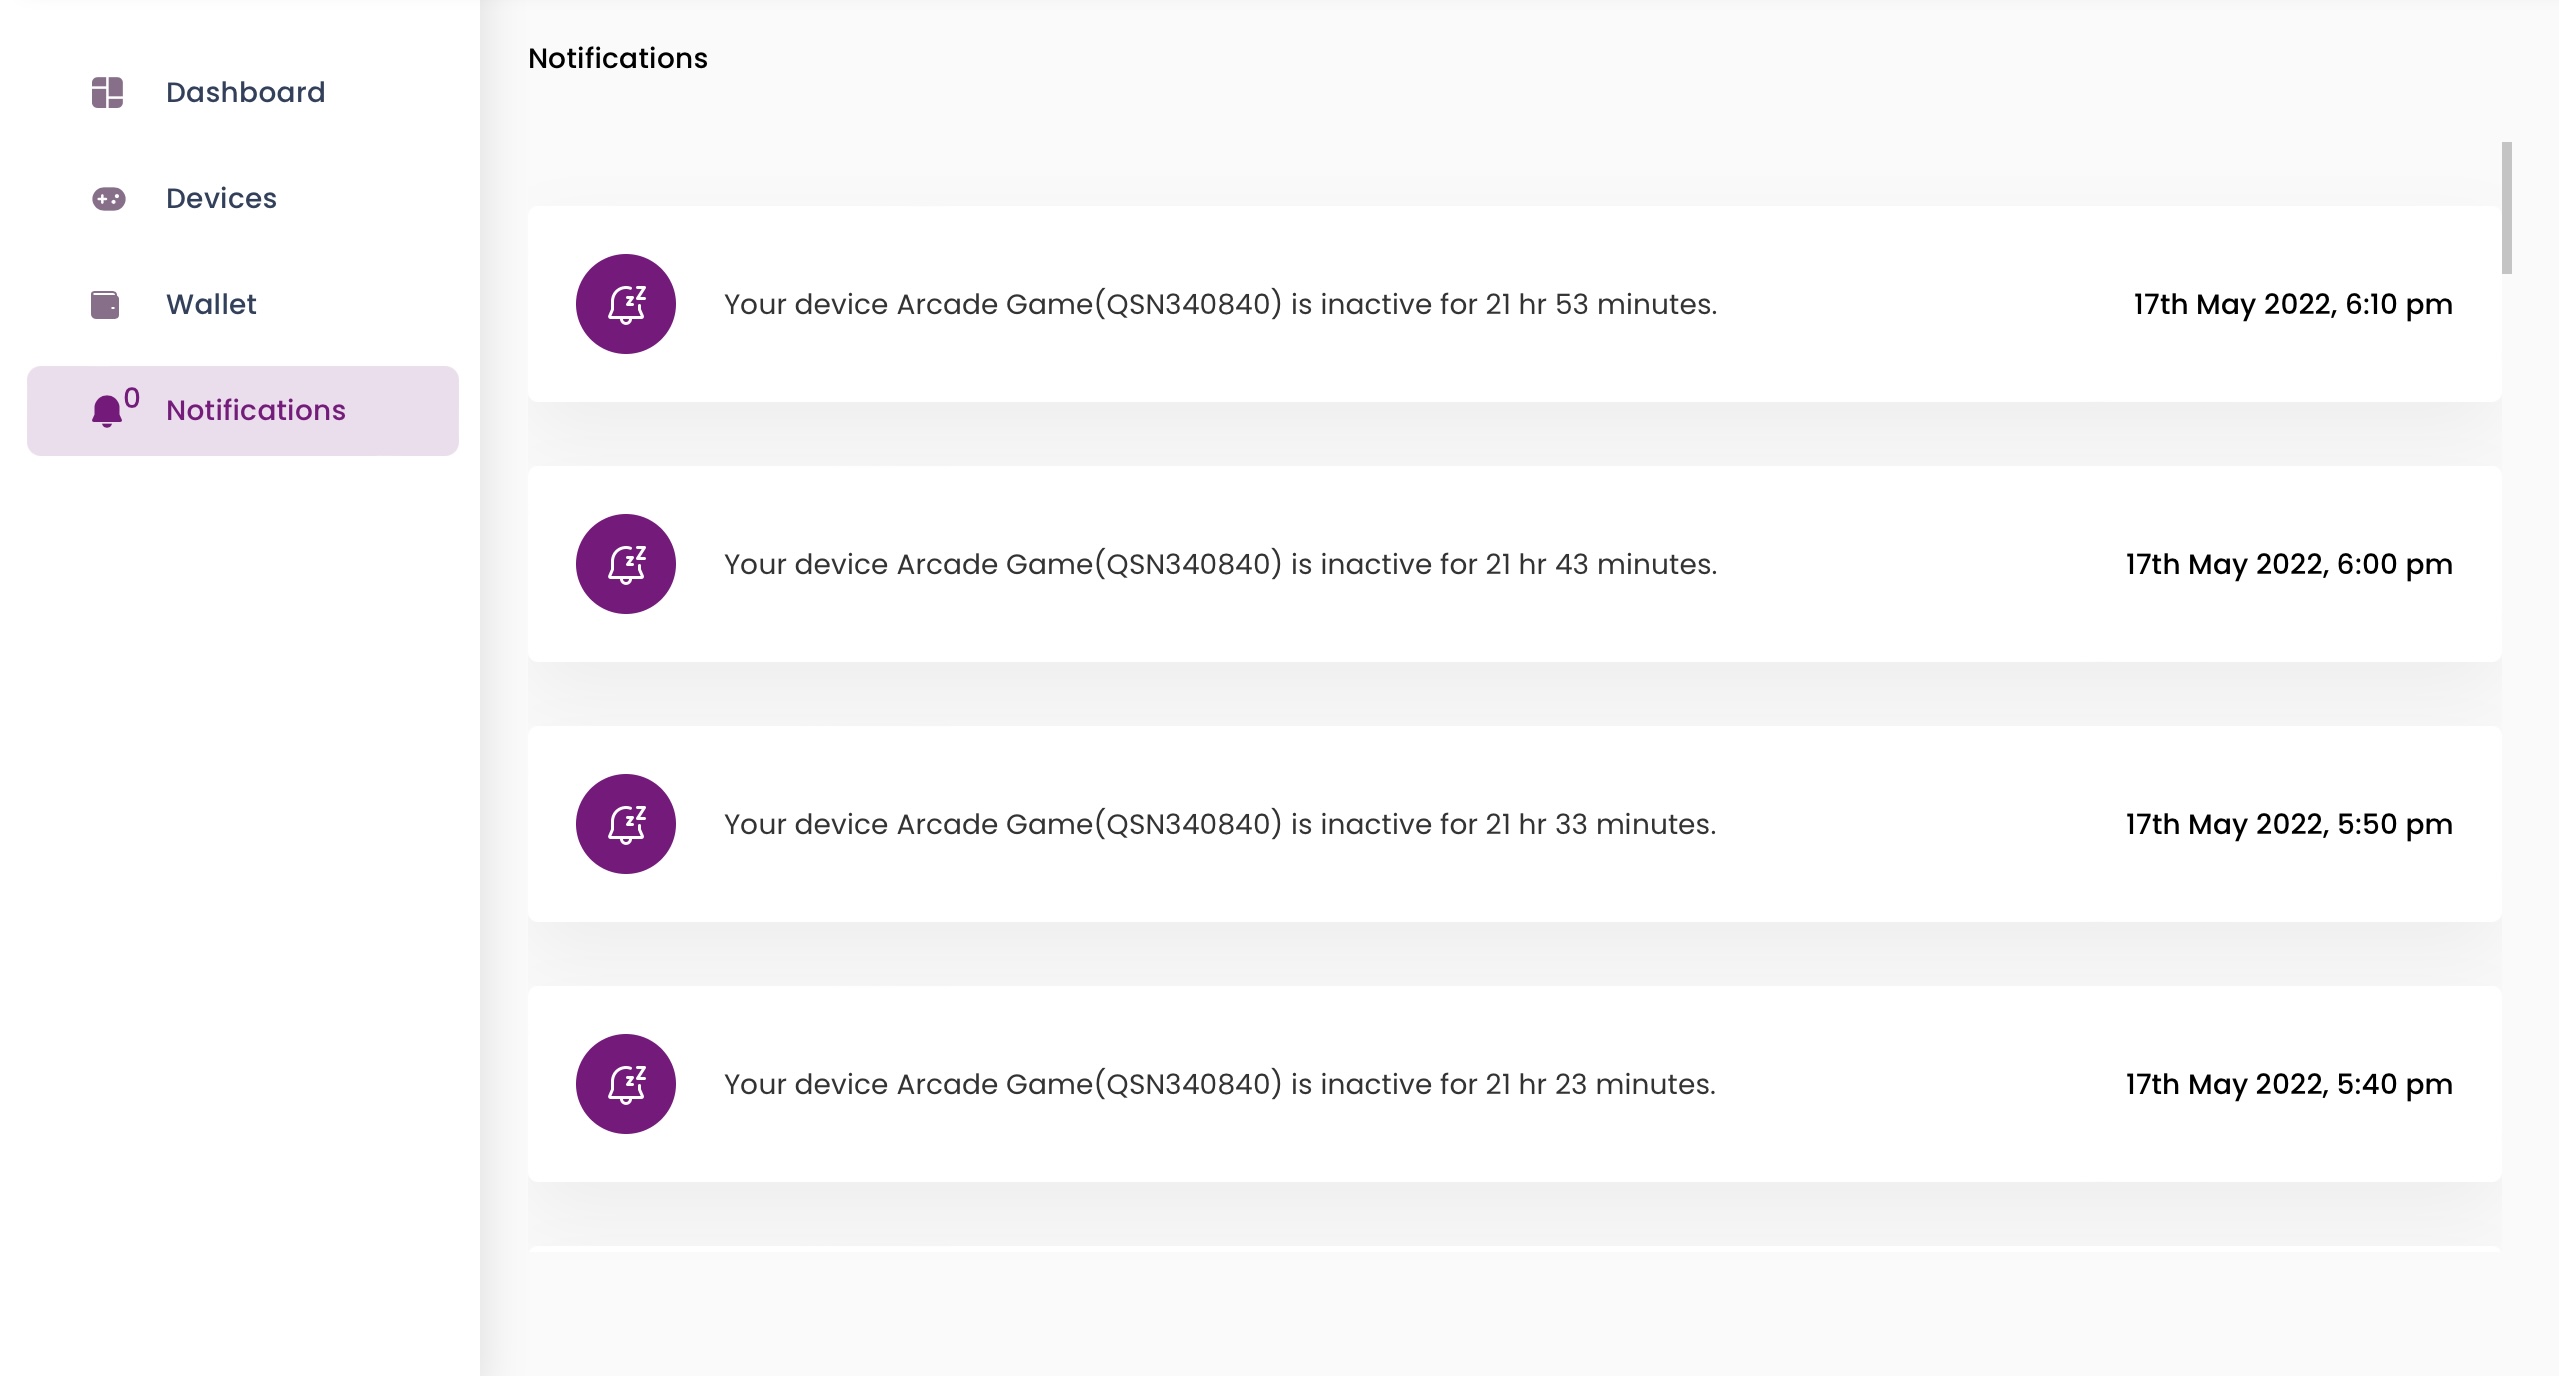 Dashboard
Devices
Wallet
0 Notifications
Notifications
Your device Arcade Game(QSN340840) is inactive for 21 hr 53 minutes. 17th May 2022, 6:10 pm
Your device Arcade Game(QSN340840) is inactive for 21 hr 43 minutes. 17th May 2022, 6:00 pm
Your device Arcade Game(QSN340840) is inactive for 21 hr 33 minutes. 17th May 2022, 5:50 pm
Your device Arcade Game(QSN340840) is inactive for 21 hr 23 minutes. 17th May 2022, 5:40 pm